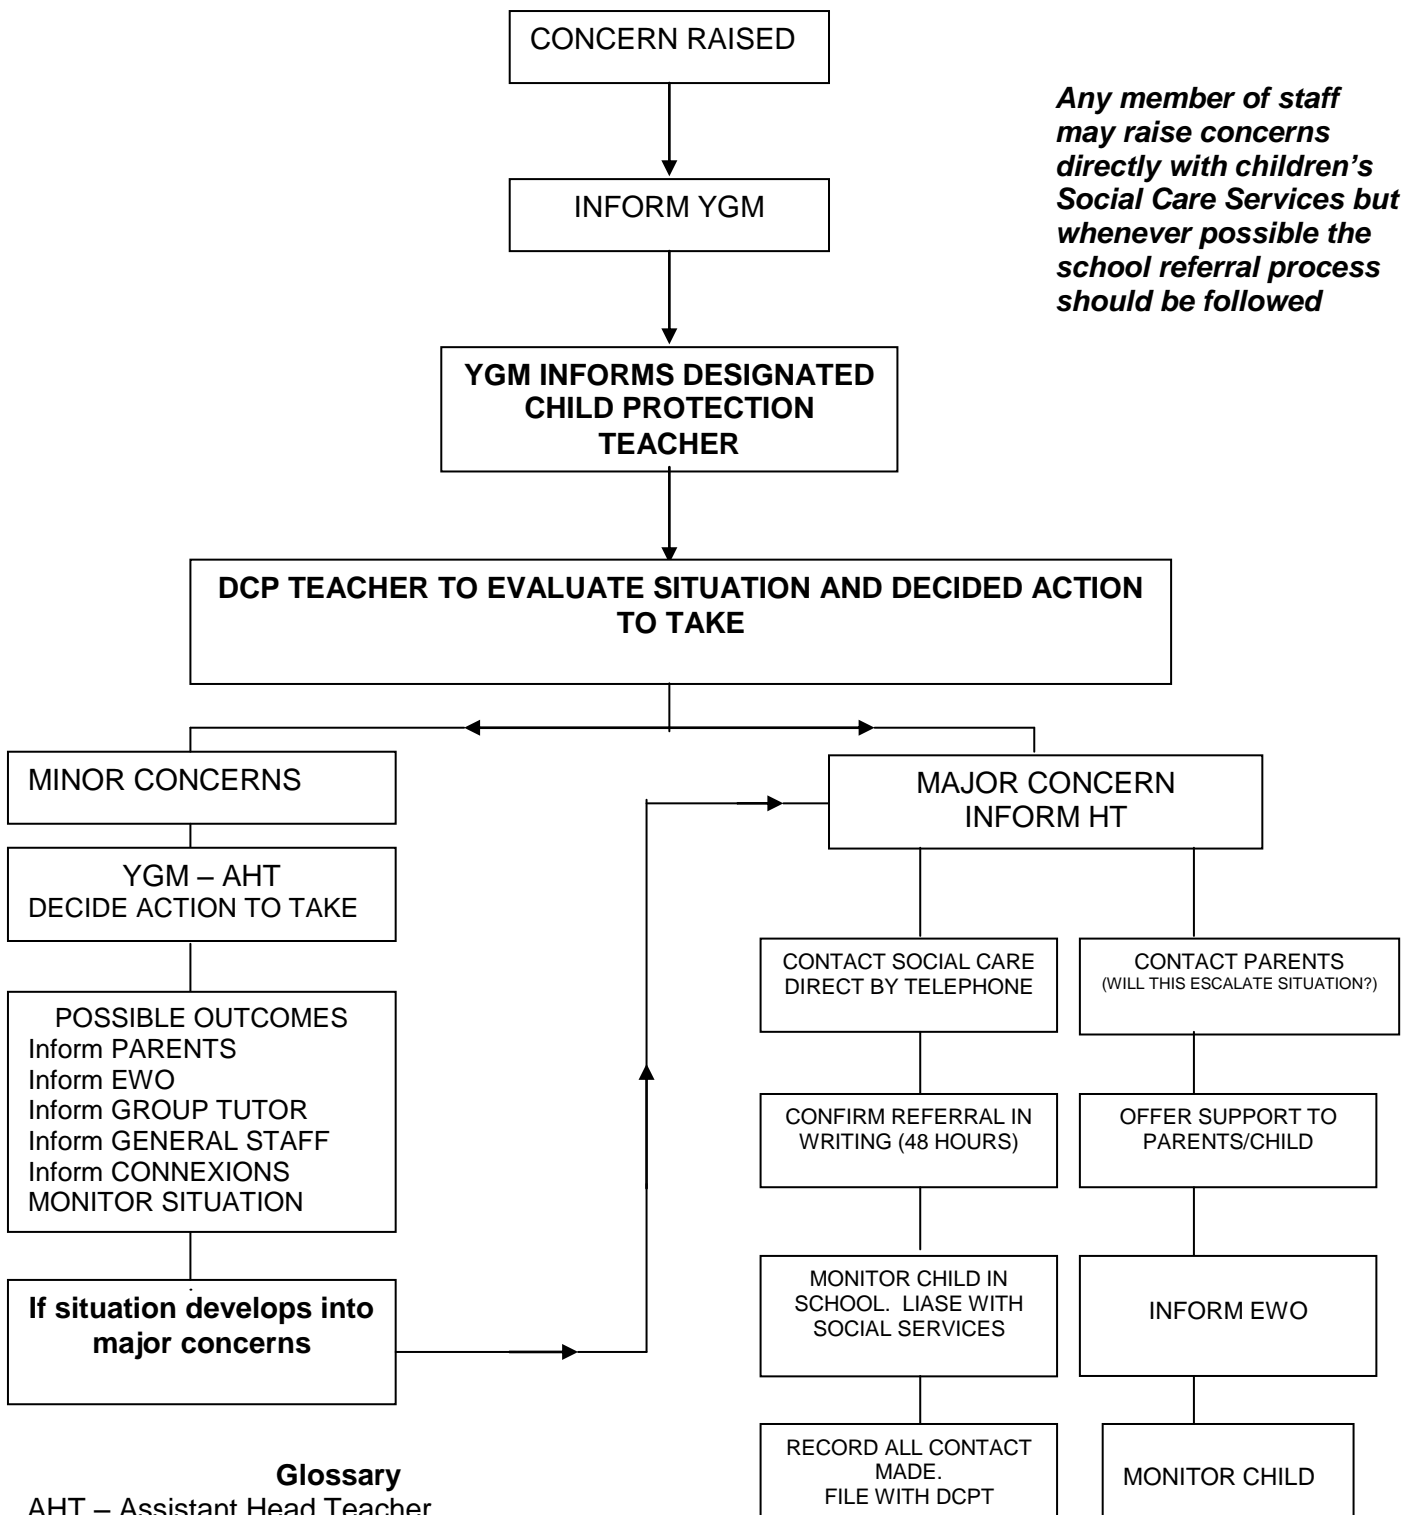 CONCERN RAISED
Any member of staff
may raise concerns
directly with children's
Social Care Services but
whenever possible the
school referral process
should be followed
INFORM YGM
YGM INFORMS DESIGNATED
CHILD PROTECTION
TEACHER
DCP TEACHER TO EVALUATE SITUATION AND DECIDED ACTION
TO TAKE
MINOR CONCERNS
YGM – AHT
DECIDE ACTION TO TAKE
POSSIBLE OUTCOMES
Inform PARENTS
Inform EWO
Inform GROUP TUTOR
Inform GENERAL STAFF
Inform CONNEXIONS
MONITOR SITUATION
If situation develops into
major concerns
MAJOR CONCERN
INFORM HT
CONTACT SOCIAL CARE
DIRECT BY TELEPHONE
CONFIRM REFERRAL IN
WRITING (48 HOURS)
MONITOR CHILD IN
SCHOOL. LIASE WITH
SOCIAL SERVICES
RECORD ALL CONTACT
MADE.
FILE WITH DCPT
CONTACT PARENTS
(WILL THIS ESCALATE SITUATION?)
OFFER SUPPORT TO
PARENTS/CHILD
INFORM EWO
MONITOR CHILD
Glossary
AHT – Assistant Head Teacher